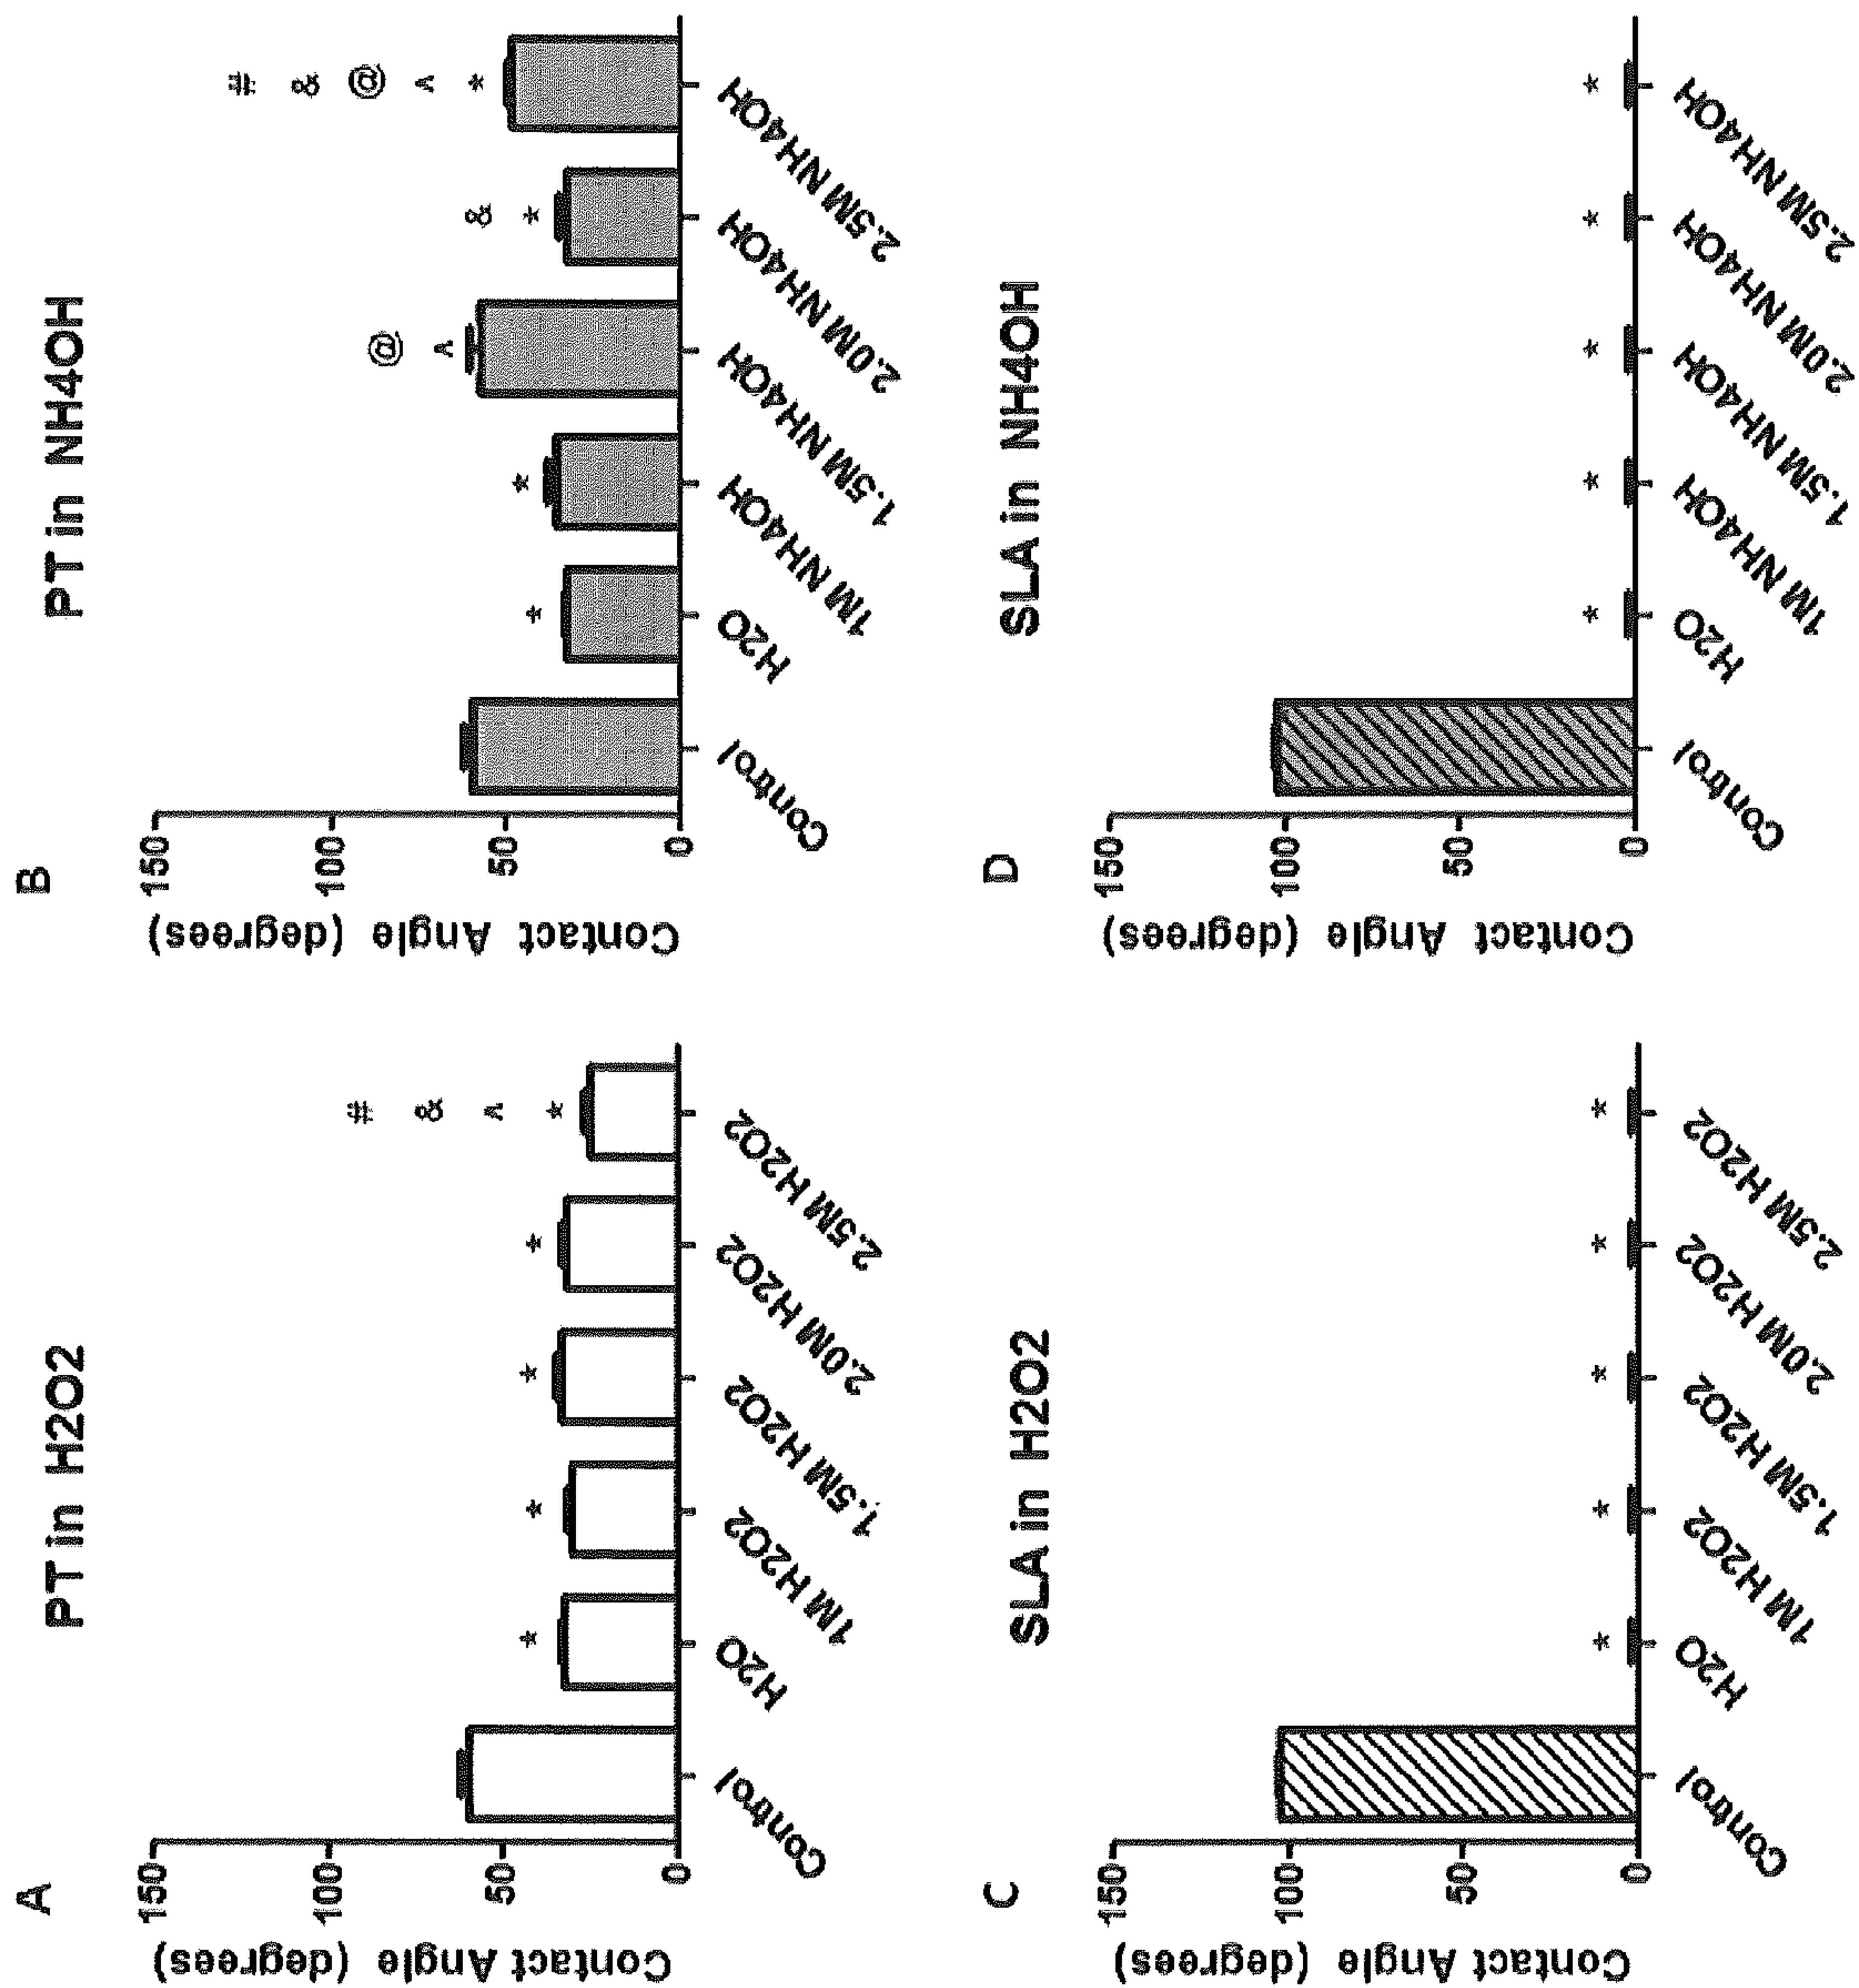 A
PT in H2O2
Contact Angle (degrees)
150
100
50
0
*
*
*
*
# & ^ *
Control
H2O
1M H2O2
1.5M H2O2
2.0M H2O2
2.5M H2O2
B
PT in NH4OH
Contact Angle (degrees)
150
100
50
0
*
*
@ ^
& *
# & @ ^ *
Control
H2O
1M NH4OH
1.5M NH4OH
2.0M NH4OH
2.5M NH4OH
C
SLA in H2O2
Contact Angle (degrees)
150
100
50
0
*
*
*
*
*
Control
H2O
1M H2O2
1.5M H2O2
2.0M H2O2
2.5M H2O2
D
SLA in NH4OH
Contact Angle (degrees)
150
100
50
0
*
*
*
*
*
Control
H2O
1M NH4OH
1.5M NH4OH
2.0M NH4OH
2.5M NH4OH